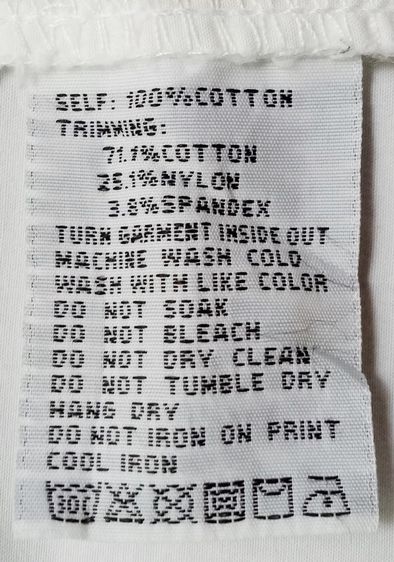 SELF: 100%COTTON
TRIMMING:
71.1%COTTON
25.1%NYLON
3.8%SPANDEX
TURN GARMENT INSIDE OUT
MACHINE WASH COLD
WASH WITH LIKE COLOR
DO NOT SOAK
DO NOT BLEACH
DO NOT DRY CLEAN
DO NOT TUMBLE DRY
HANG DRY
DO NOT IRON ON PRINT
COOL IRON
30